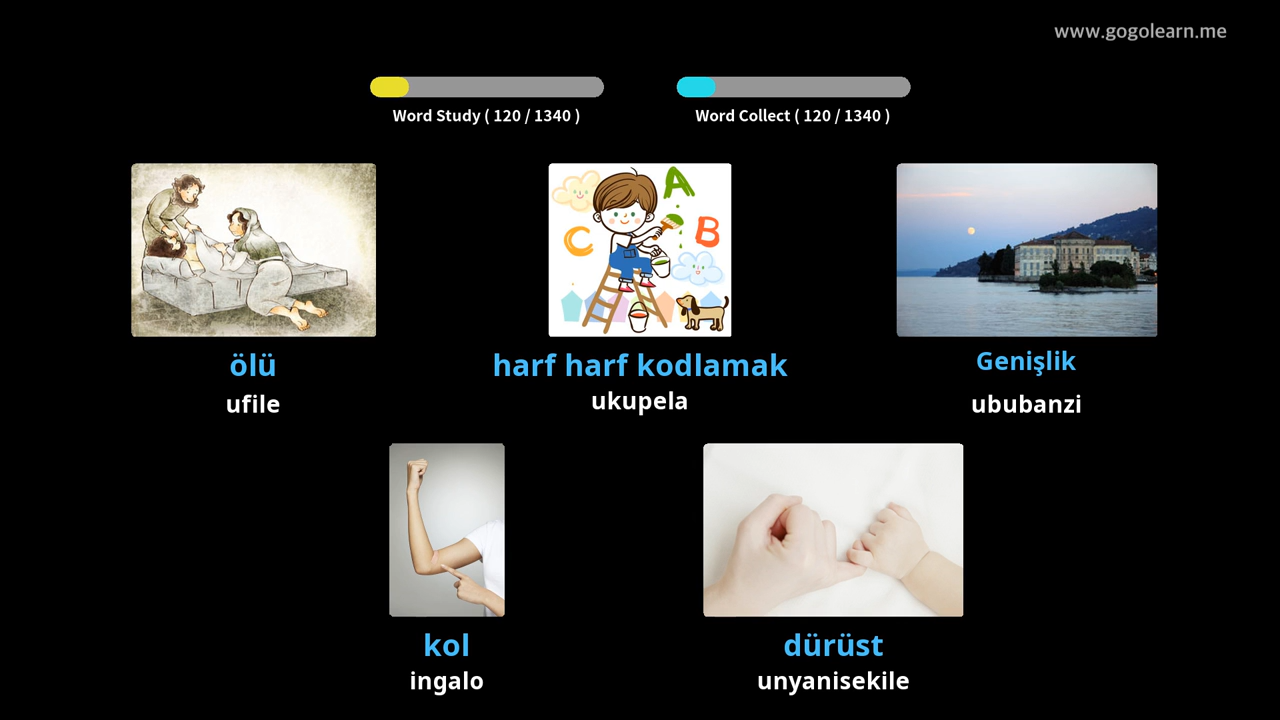 www.gogolearn.me
Word Study ( 120 / 1340 )
Word Collect ( 120 / 1340 )
A
B
C
ölü
ufile
harf harf kodlamak
ukupela
Genişlik
ububanzi
kol
ingalo
dürüst
unyanisekile